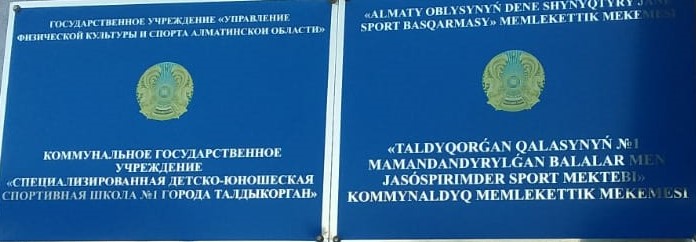 ГОСУДАРСТВЕННОЕ УЧРЕЖДЕНИЕ «УПРАВЛЕНИЕ
ФИЗИЧЕСКОЙ КУЛЬТУРЫ И СПОРТА АЛМАТИНСКОИ ОБЛАСТИ»
КОММУНАЛЬНОЕ ГОСУДАРСТВЕННОЕ
УЧРЕЖДЕНИЕ
«СПЕЦИАЛИЗИРОВАННАЯ ДЕТСКО-ЮНОШЕСКАЯ
СПОРТИВНАЯ ШКОЛА №1 ГОРОДА ТАЛДЫКОРГАН»
«ALMATY OBLYSYNYŃ DENE SHYNYQTYRY JÁNE
SPORT BASQARMASY» MEMLEKETTIK MEKEMESI
«TALDYQORǴAN QALASYNYŃ №1
MAMANDANDYRYLǴAN BALALAR MEN
JASÓSPIRIMDER SPORT MEKTEBI»
KOMMYNALDYQ MEMLEKETTIK MEKEMESI